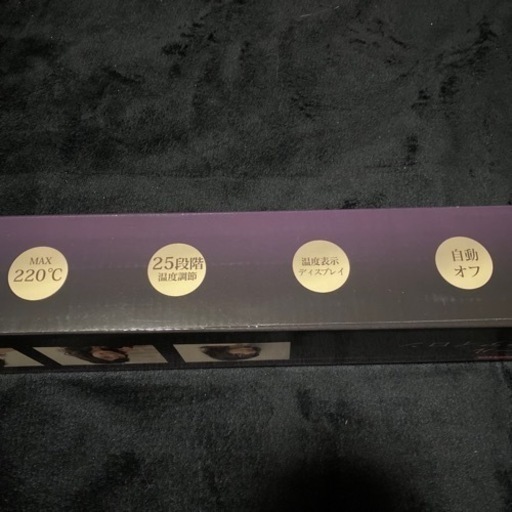 MAX
220℃
25段階
温度調節
温度表示
ディスプレイ
自動
オフ